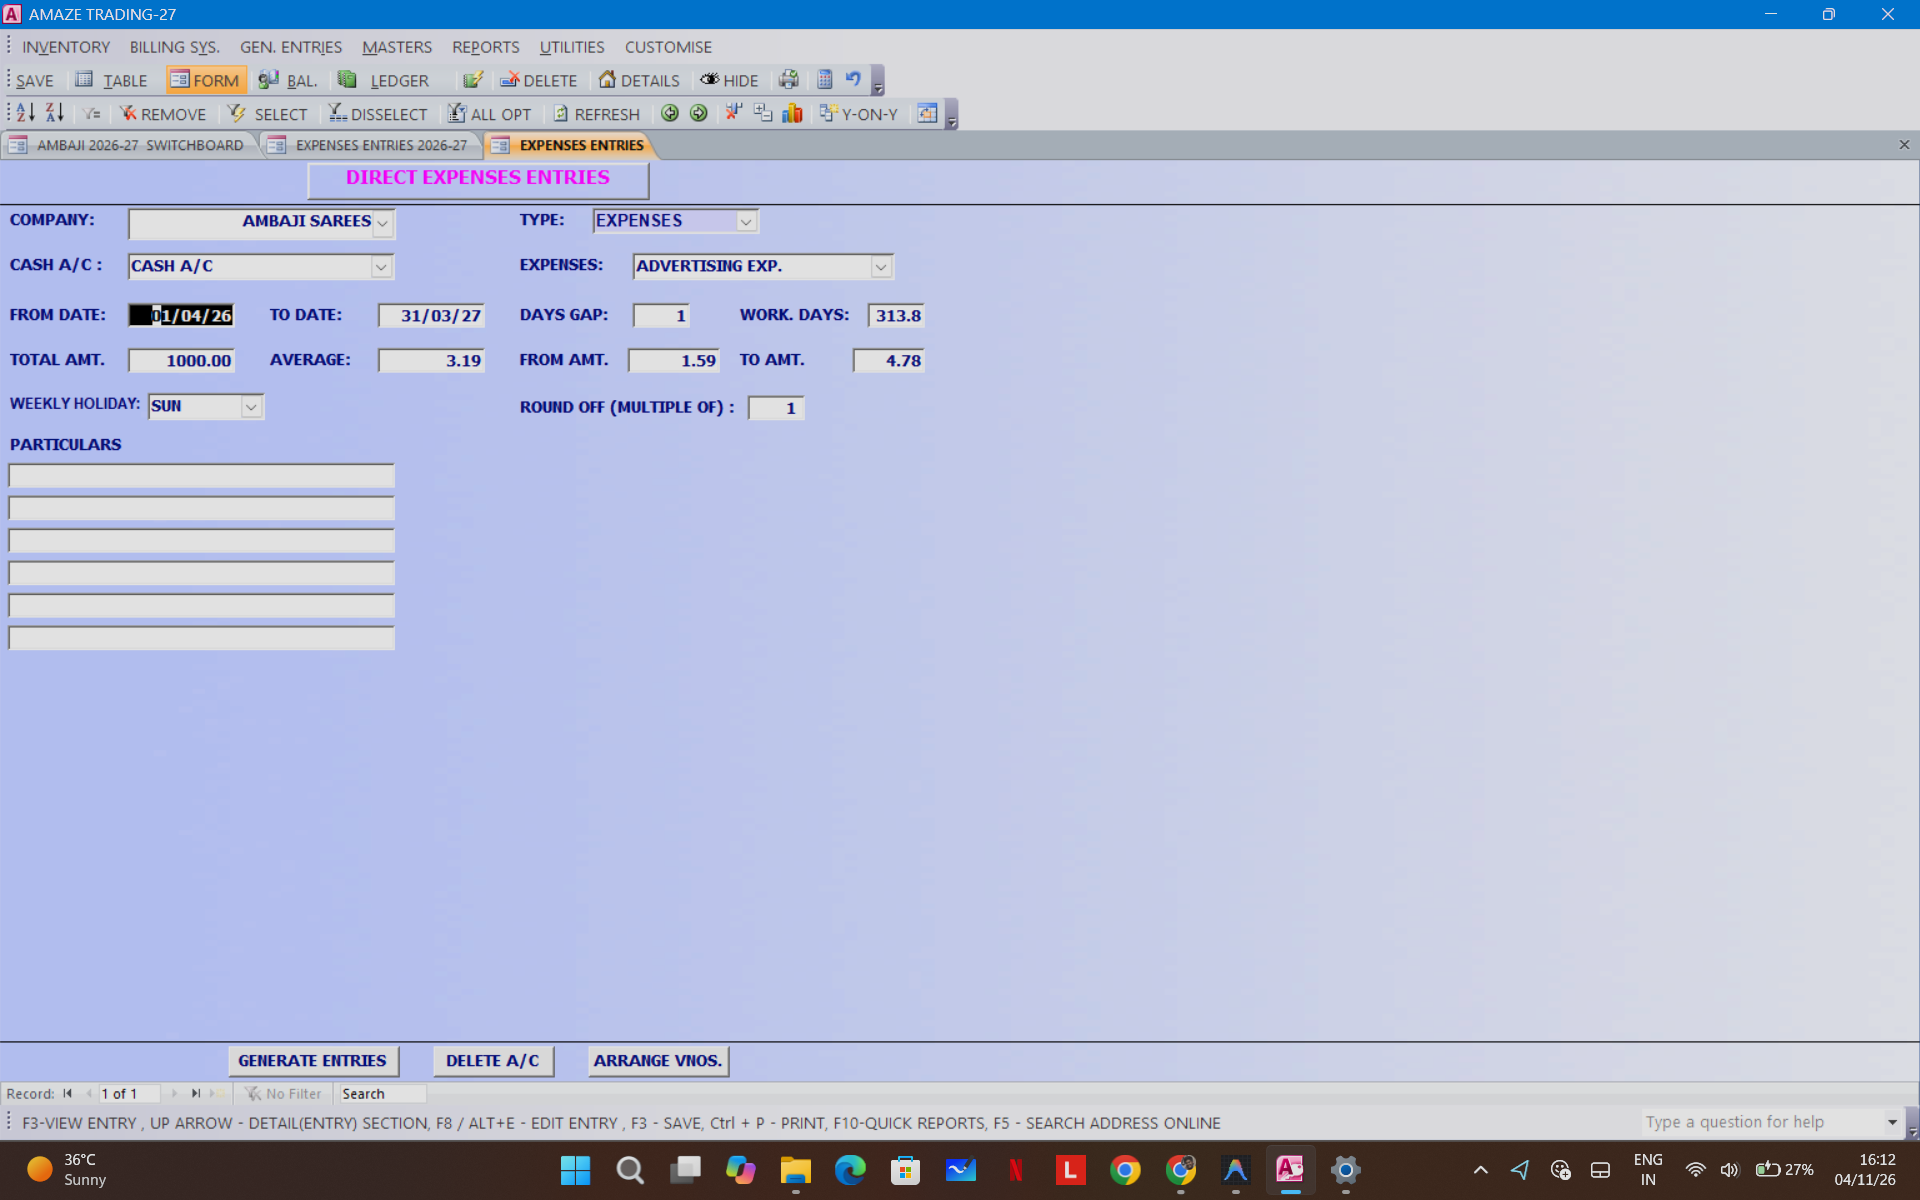 AMAZE TRADING-27
INVENTORY BILLING SYS. GEN. ENTRIES MASTERS REPORTS UTILITIES CUSTOMISE
SAVE TABLE FORM BAL. LEDGER DELETE DETAILS HIDE
REMOVE SELECT DISSELECT ALL OPT REFRESH Y-ON-Y
AMBAJI 2026-27 SWITCHBOARD EXPENSES ENTRIES 2026-27 EXPENSES ENTRIES
DIRECT EXPENSES ENTRIES
COMPANY: AMBAJI SAREES TYPE: EXPENSES
CASH A/C : CASH A/C EXPENSES: ADVERTISING EXP.
FROM DATE: 01/04/26 TO DATE: 31/03/27 DAYS GAP: 1 WORK. DAYS: 313.8
TOTAL AMT. 1000.00 AVERAGE: 3.19 FROM AMT. 1.59 TO AMT. 4.78
WEEKLY HOLIDAY: SUN ROUND OFF (MULTIPLE OF) : 1
PARTICULARS
GENERATE ENTRIES DELETE A/C ARRANGE VNOS.
Record: 1 of 1 No Filter Search
F3-VIEW ENTRY , UP ARROW - DETAIL(ENTRY) SECTION, F8 / ALT+E - EDIT ENTRY , F3 - SAVE, Ctrl + P - PRINT, F10-QUICK REPORTS, F5 - SEARCH ADDRESS ONLINE Type a question for help
36°C
Sunny
ENG
IN
27%
16:12
04/11/26